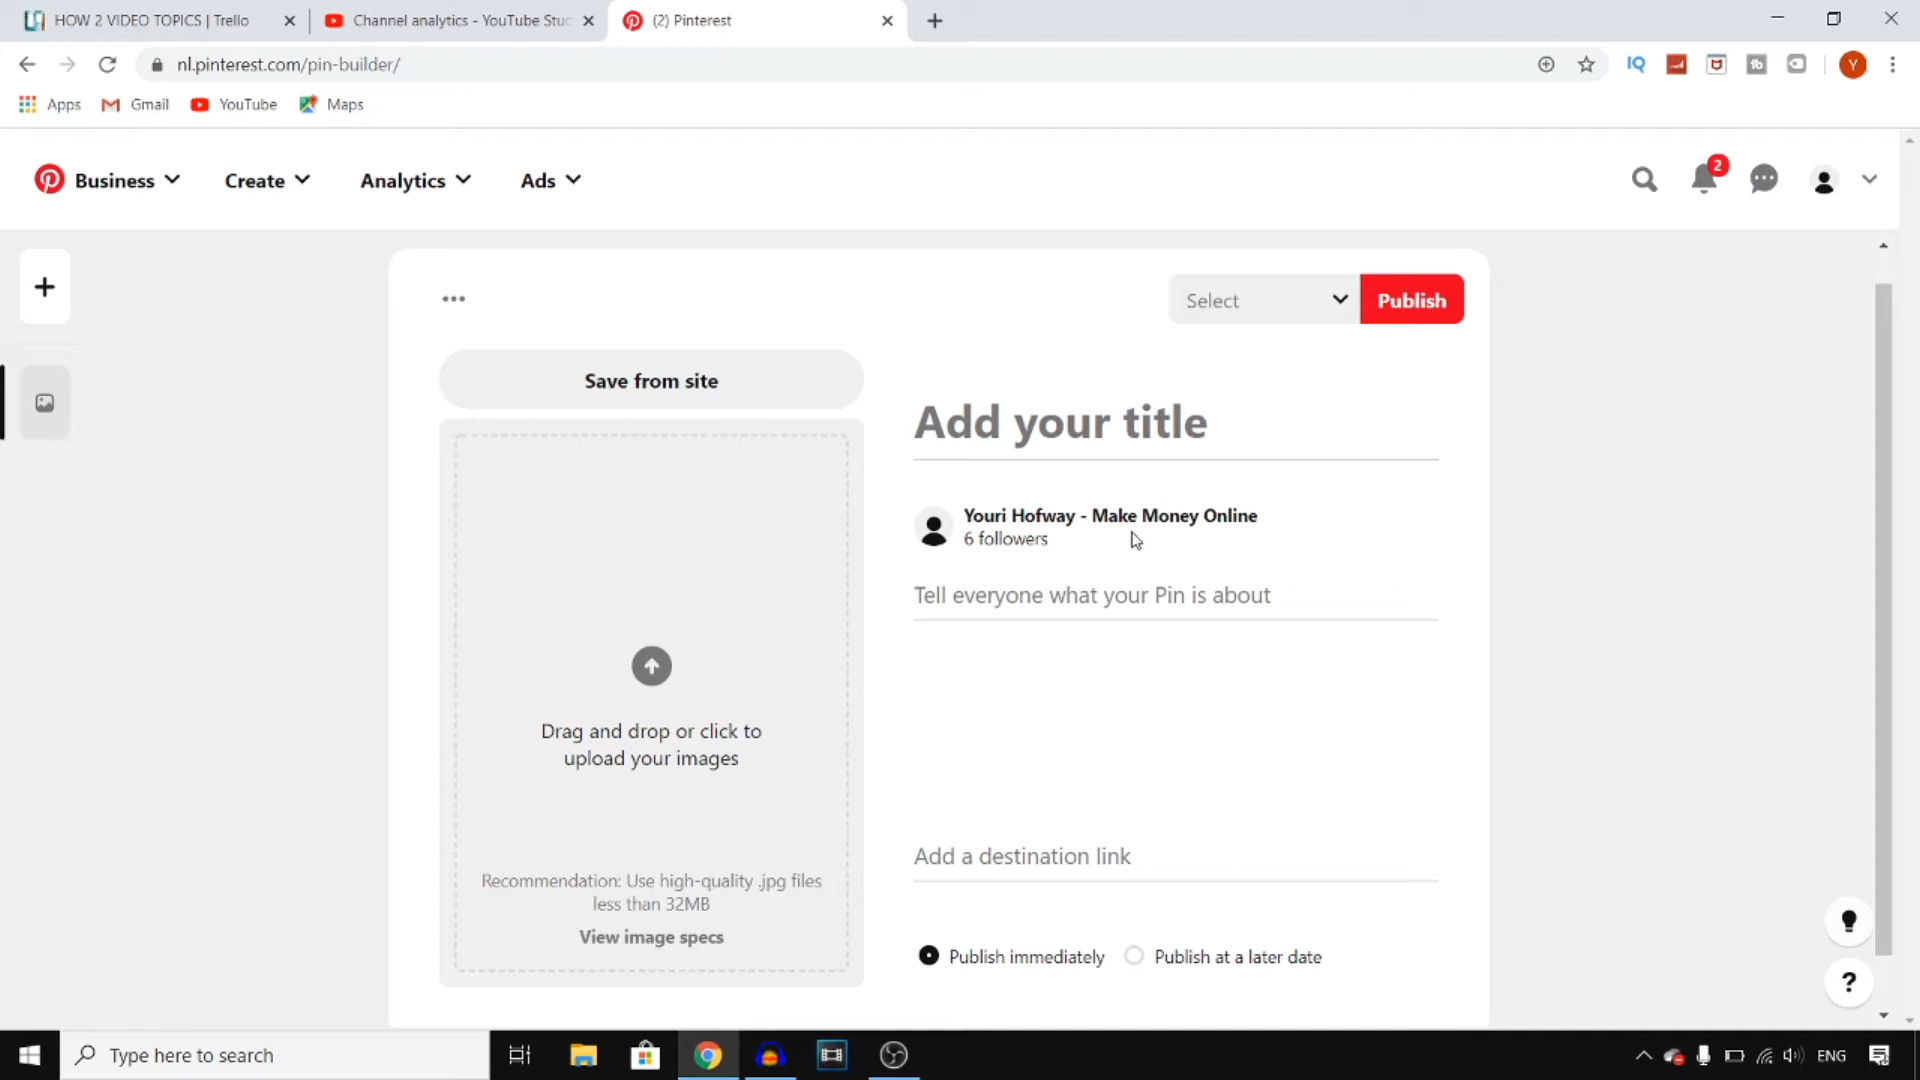 HOW 2 VIDEO TOPICS | Trello
Channel analytics - YouTube Stu
(2) Pinterest
nl.pinterest.com/pin-builder/
IQ
Y
Apps
Gmail
YouTube
Maps
Business
Create
Analytics
Ads
2
Select
Publish
Save from site
Add your title
Youri Hofway - Make Money Online
6 followers
Tell everyone what your Pin is about
Drag and drop or click to
upload your images
Add a destination link
Recommendation: Use high-quality .jpg files
less than 32MB
View image specs
Publish immediately
Publish at a later date
?
Type here to search
ENG